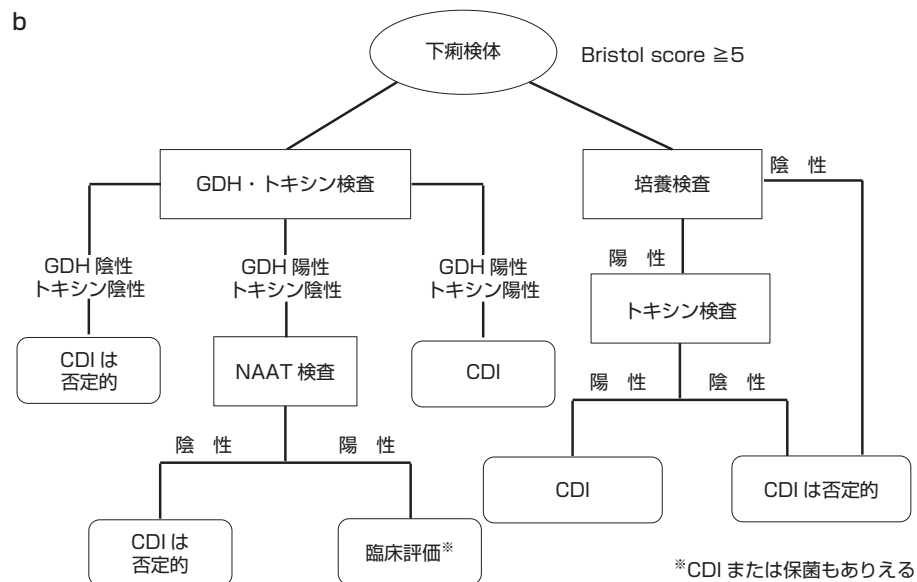 b
下痢検体
Bristol score ≧5
GDH・トキシン検査
培養検査
陰 性
GDH 陰性
トキシン陰性
GDH 陽性
トキシン陰性
GDH 陽性
トキシン陽性
陽 性
トキシン検査
CDI は
否定的
NAAT 検査
CDI
陽 性
陰 性
陰 性
陽 性
CDI
CDI は否定的
CDI は
否定的
臨床評価※
※CDI または保菌もありえる